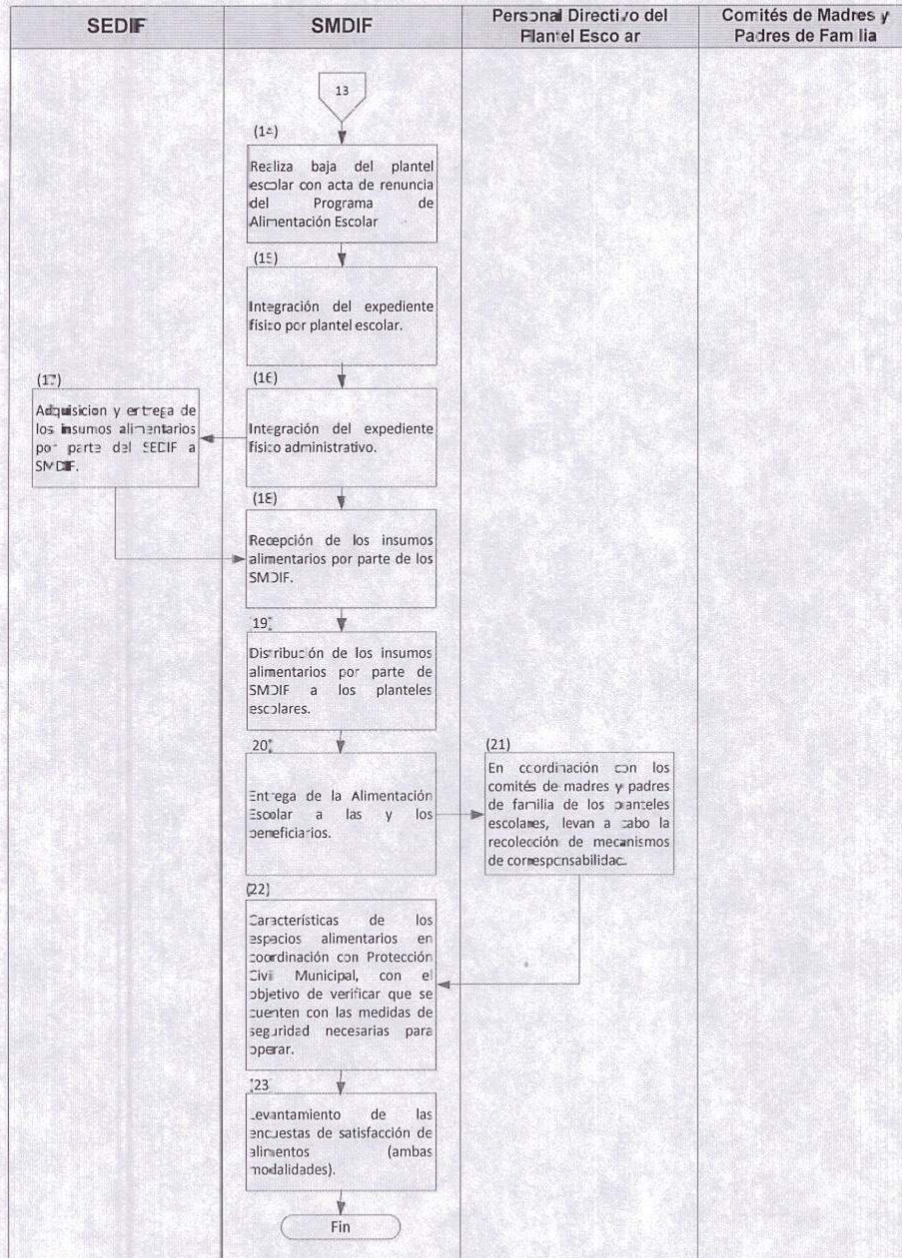 SEDIF
SMDIF
Personal Directivo del
Plantel Escolar
Comités de Madres y
Padres de Familia
13
(14)
Realiza baja del plantel
escolar con acta de renuncia
del Programa de
Alimentación Escolar
(15)
Integración del expediente
físico por plantel escolar.
(16)
Integración del expediente
físico administrativo.
(17)
Adquisicion y entrega de
los insumos alimentarios
por parte del SEDIF a
SMDIF.
(18)
Recepción de los insumos
alimentarios por parte de los
SMDIF.
19)
Distribución de los insumos
alimentarios por parte de
SMDIF a los planteles
escolares.
20)
Entrega de la Alimentación
Escolar a las y los
beneficiarios.
(21)
En coordinación con los
comités de madres y padres
de familia de los planteles
escolares, llevan a cabo la
recolección de mecanismos
de corresponsabilidad.
(22)
Características de los
espacios alimentarios en
coordinación con Protección
Civil Municipal, con el
objetivo de verificar que se
cuenten con las medidas de
seguridad necesarias para
operar.
(23
Levantamiento de las
encuestas de satisfacción de
alimentos (ambas
modalidades).
Fin